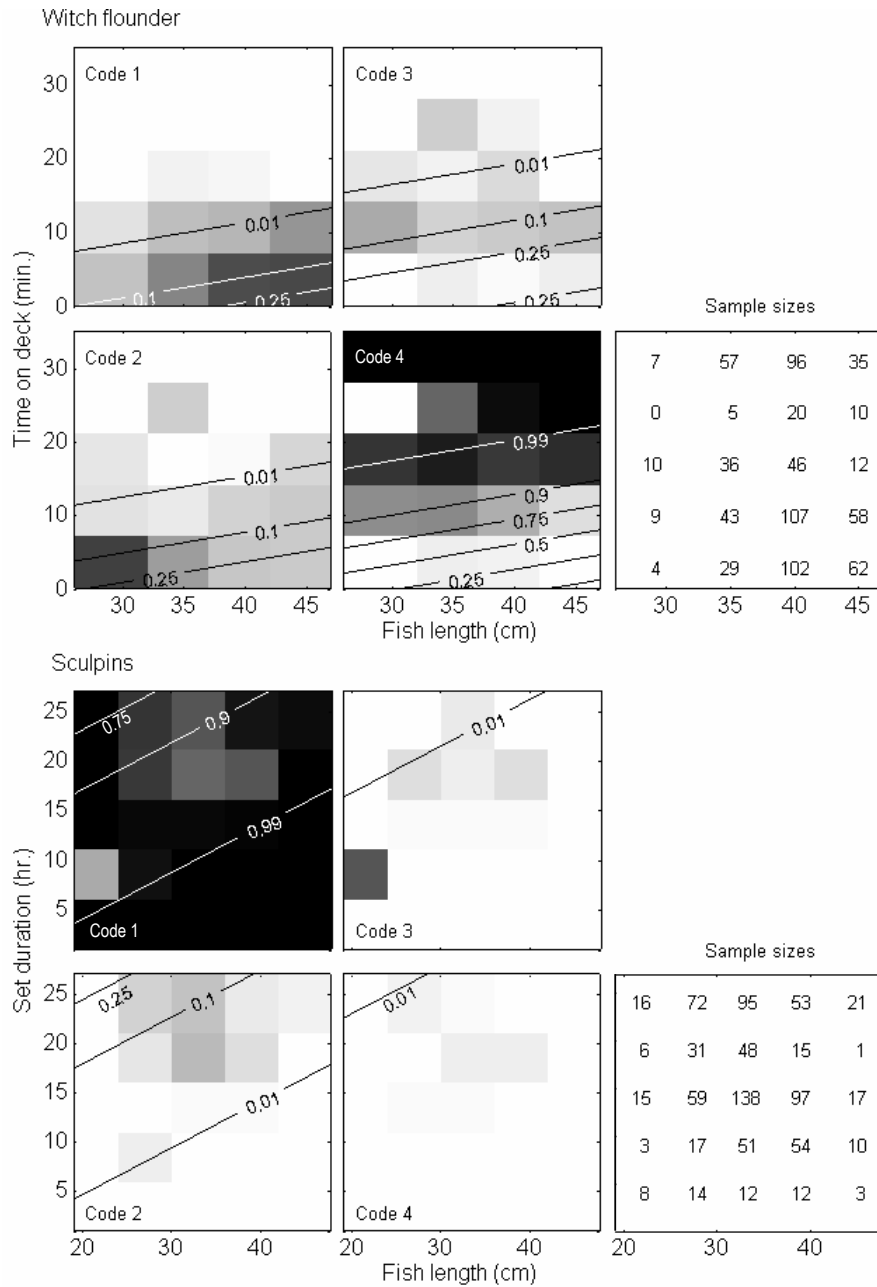 Witch flounder
Code 1
Code 3
30
20
10
0
0.01
0.1
0.25
0.01
0.1
0.25
0.25
Time on deck (min.)
Sample sizes
Code 2
Code 4
30
20
10
0
0.01
0.1
0.25
0.99
0.9
0.75
0.5
0.25
7 57 96 35
0 5 20 10
10 36 46 12
9 43 107 58
4 29 102 62
30 35 40 45
30 35 40 45
30 35 40 45
Fish length (cm)
Sculpins
25
20
15
10
5
0.75
0.9
0.99
0.01
Code 1
Code 3
Set duration (hr.)
Sample sizes
25
20
15
10
5
0.25
0.1
0.01
0.01
Code 2
Code 4
16 72 95 53 21
6 31 48 15 1
15 59 138 97 17
3 17 51 54 10
8 14 12 12 3
20 30 40
20 30 40
20 30 40
Fish length (cm)